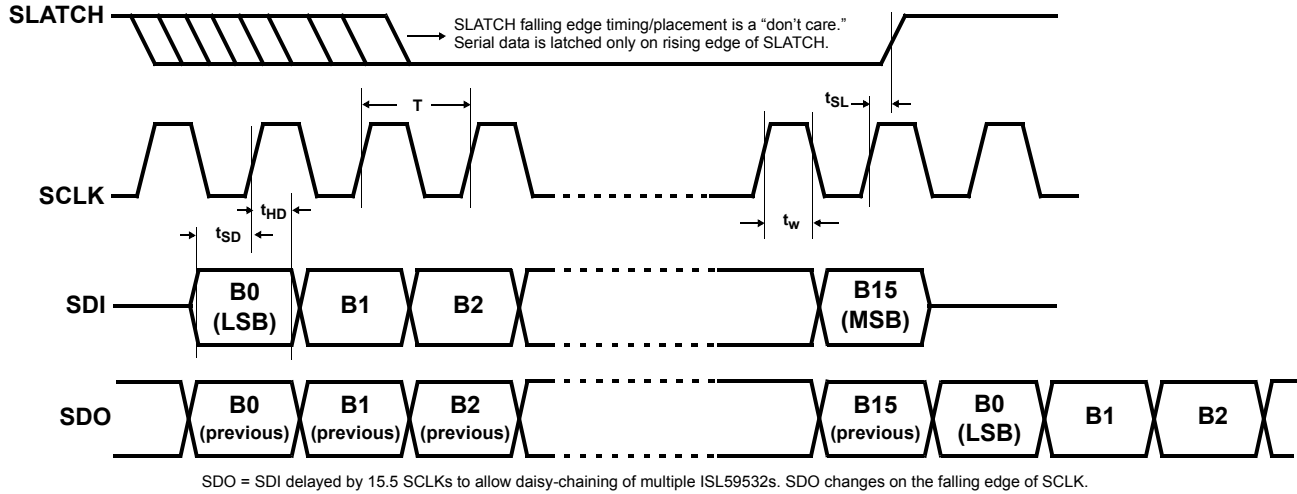 SLATCH
SLATCH falling edge timing/placement is a “don’t care.”
Serial data is latched only on rising edge of SLATCH.
T
tSL
SCLK
tHD
tSD
tw
SDI
B0
(LSB)
B1
B2
B15
(MSB)
SDO
B0
(previous)
B1
(previous)
B2
(previous)
B15
(previous)
B0
(LSB)
B1
B2
SDO = SDI delayed by 15.5 SCLKs to allow daisy-chaining of multiple ISL59532s. SDO changes on the falling edge of SCLK.